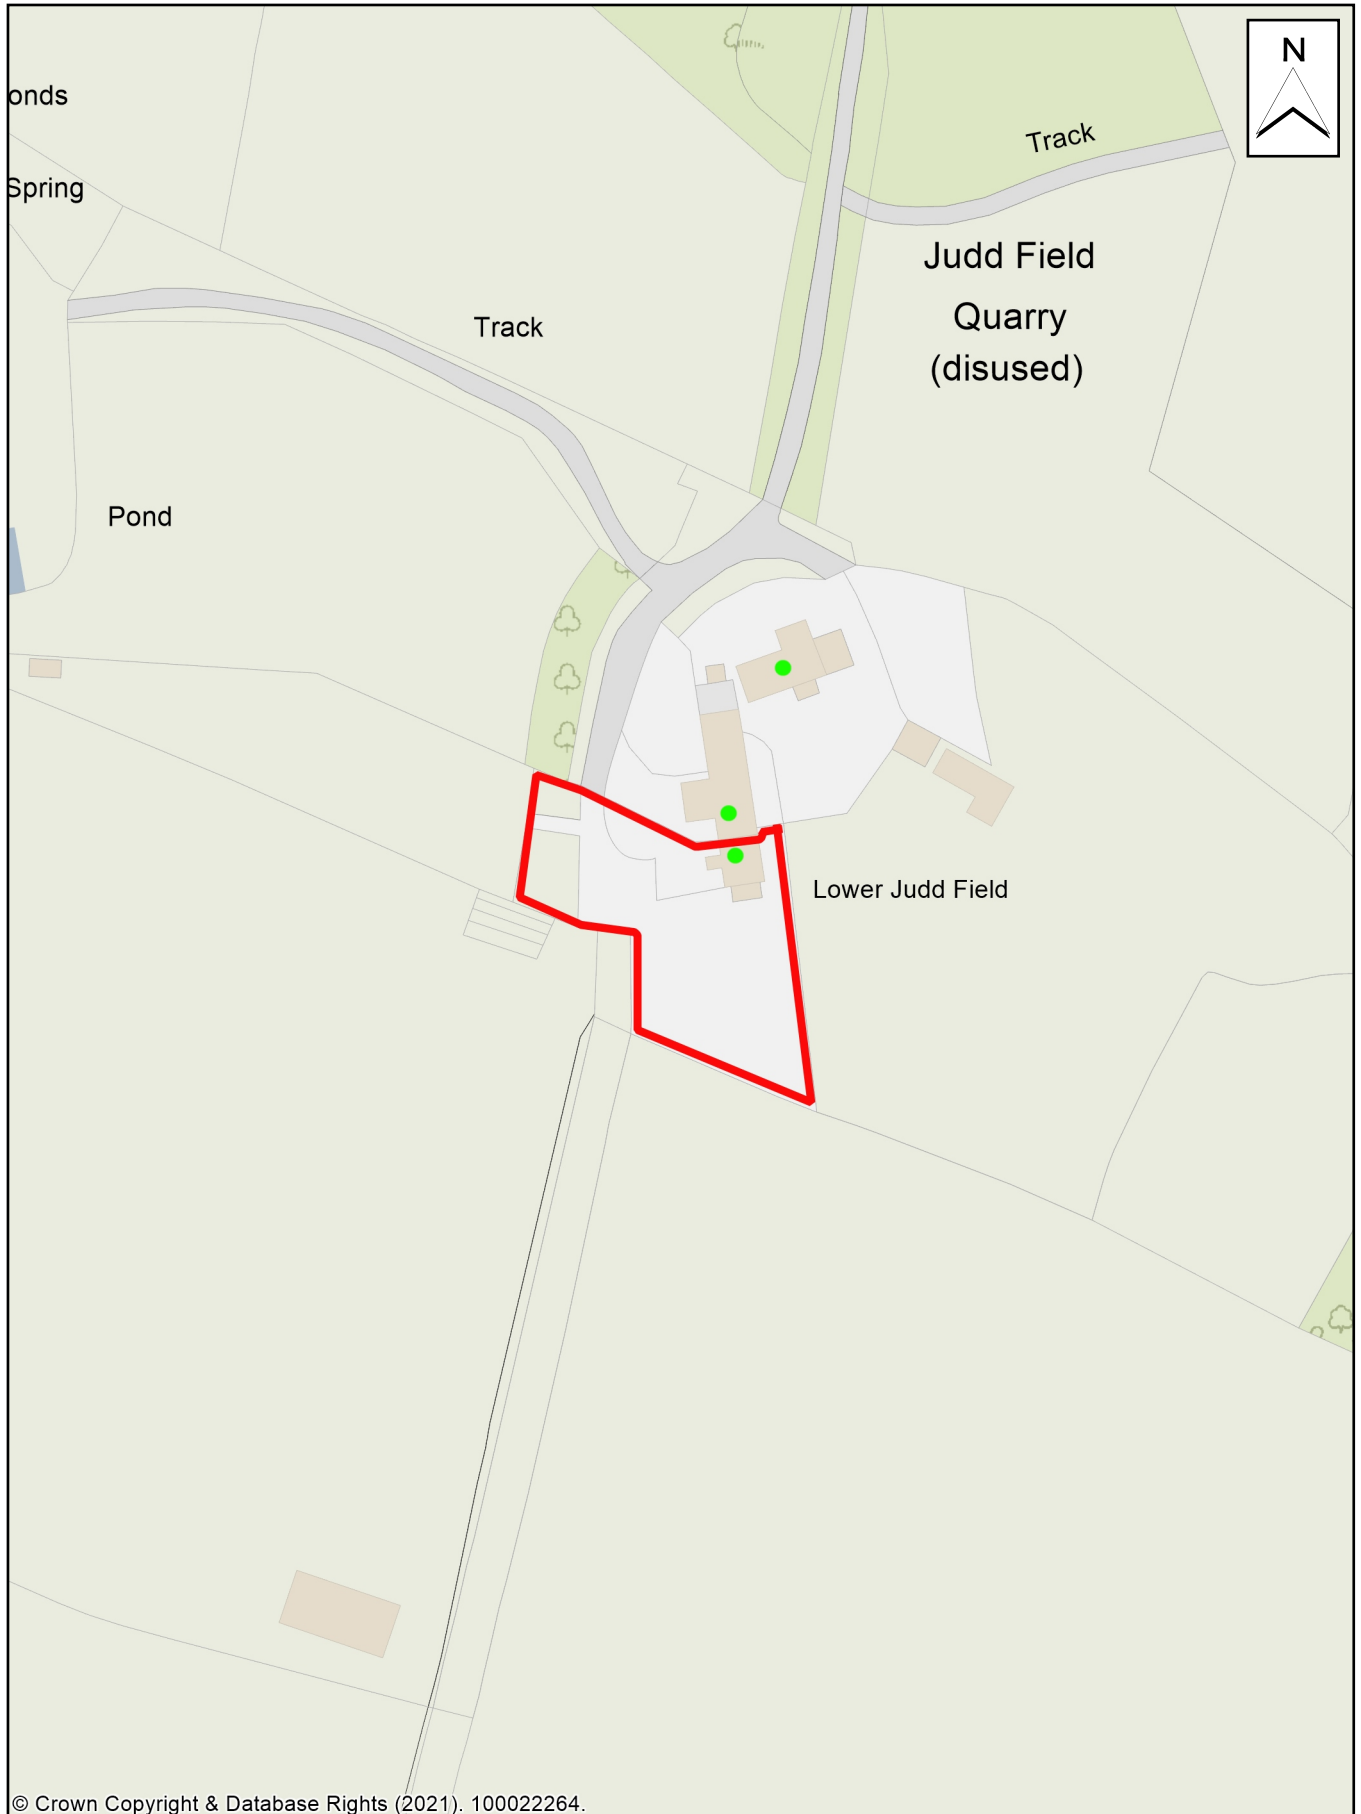 N
onds
Track
Spring
Judd Field
Quarry
(disused)
Track
Pond
Lower Judd Field
© Crown Copyright & Database Rights (2021). 100022264.